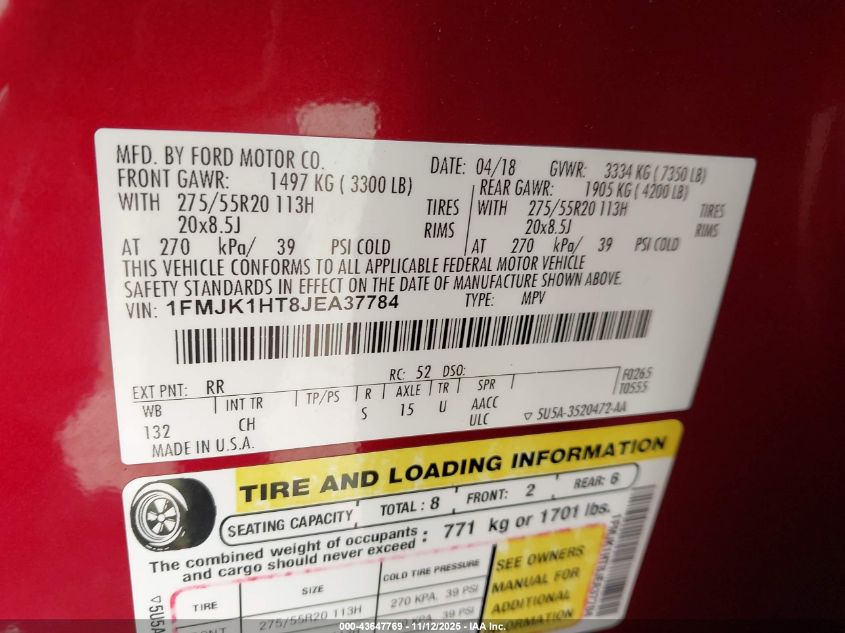 MFD. BY FORD MOTOR CO. DATE: 04/18 GVWR: 3334 KG ( 7350 LB)
FRONT GAWR: 1497 KG ( 3300 LB) REAR GAWR: 1905 KG ( 4200 LB)
WITH 275/55R20 113H TIRES WITH 275/55R20 113H TIRES
20x8.5J RIMS 20x8.5J RIMS
AT 270 kPa/ 39 PSI COLD AT 270 kPa/ 39 PSI COLD
THIS VEHICLE CONFORMS TO ALL APPLICABLE FEDERAL MOTOR VEHICLE
SAFETY STANDARDS IN EFFECT ON THE DATE OF MANUFACTURE SHOWN ABOVE.
VIN: 1FMJK1HT8JEA37784 TYPE: MPV
RC: 52 DSO:
EXT PNT: RR F0265
T0555
WB INT TR TP/PS R AXLE TR SPR
132 CH S 15 U AACC
ULC
▽ 5U5A-3520472-AA
MADE IN U.S.A.
TIRE AND LOADING INFORMATION
SEATING CAPACITY TOTAL : 8 FRONT: 2 REAR: 6
The combined weight of occupants : 771 kg or 1701 lbs.
and cargo should never exceed
TIRE SIZE COLD TIRE PRESSURE
275/55R20 113H 270 KPA, 39 PSI
39 PSI
SEE OWNERS
MANUAL FOR
ADDITIONAL
INFORMATION
▽5U5A
000-43647769 - 11/12/2025 - IAA, Inc.